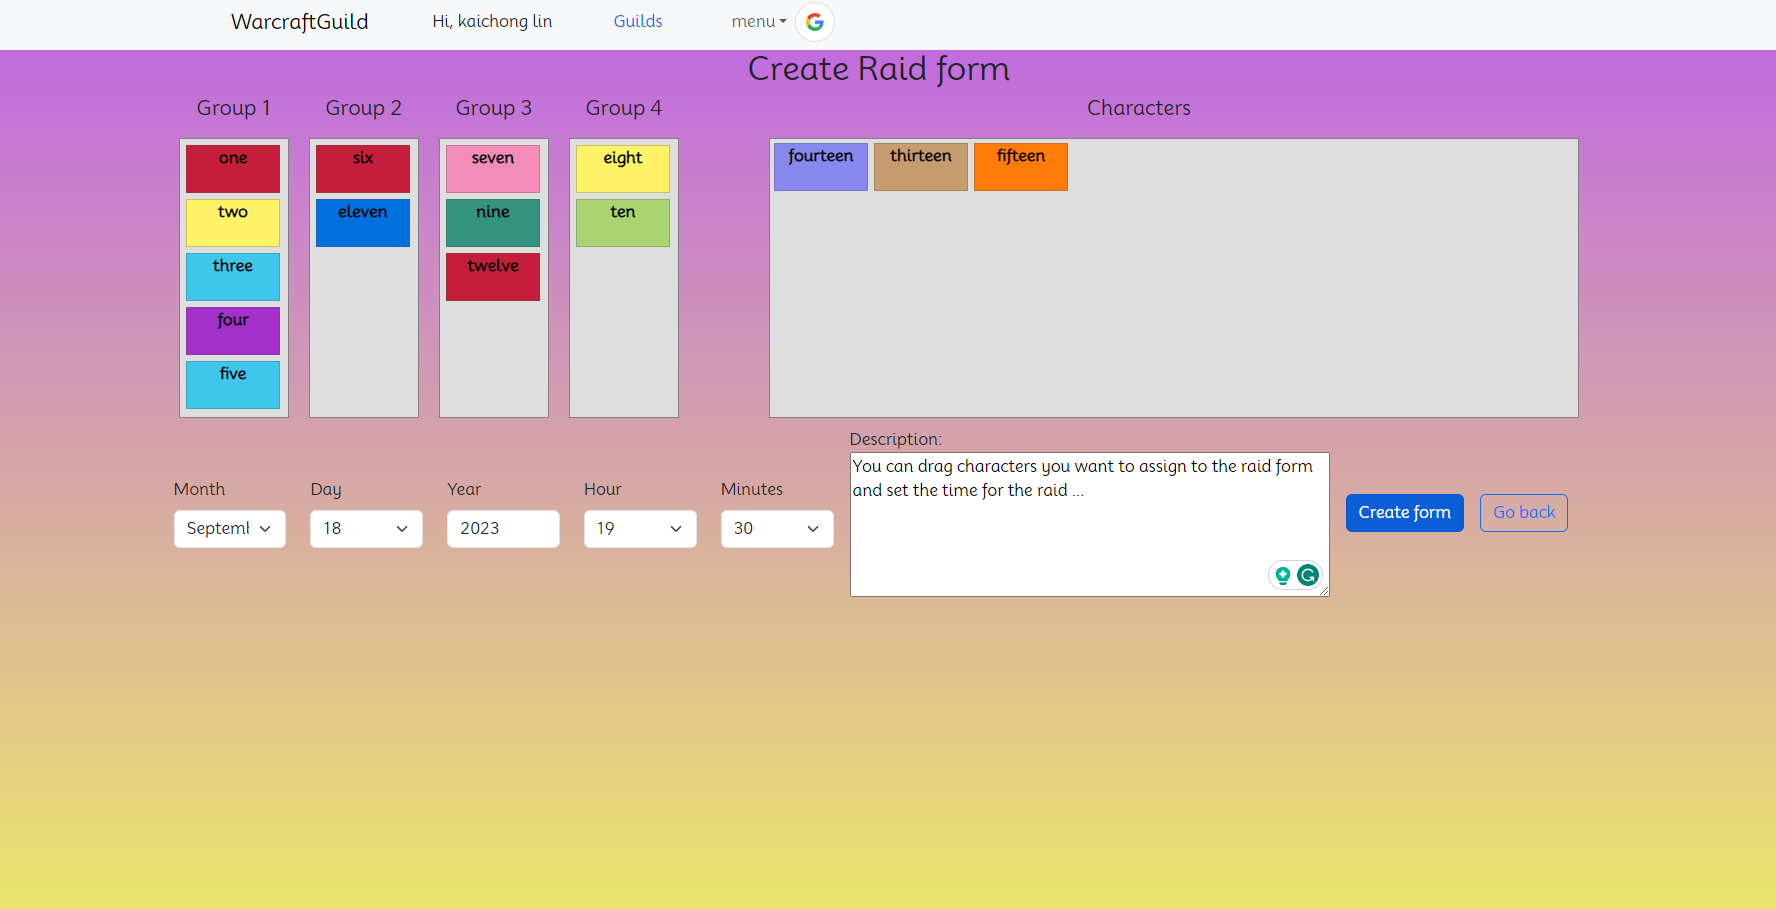 WarcraftGuild Hi, kaichong lin Guilds menu
Create Raid form
Group 1 Group 2 Group 3 Group 4 Characters
one six seven eight fourteen thirteen fifteen
two eleven nine ten
three twelve
four
five
Description:
You can drag characters you want to assign to the raid form
and set the time for the raid ...
Month Day Year Hour Minutes
Septeml 18 2023 19 30
Create form Go back